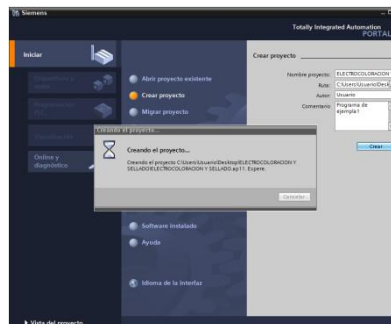 Siemens
Totally Integrated Automation
PORTAL
Iniciar
Abrir proyecto existente
Crear proyecto
Migrar proyecto
Software instalado
Ayuda
Idioma de la interfaz
Online y
diagnóstico
Vista del proyecto
Crear proyecto
Nombre proyecto: ELECTROCOLORACION
Ruta: C:\Users\Usuario\Desk
Autor: Usuario
Comentario: Programa de
ejemplo1
Crear
Creando el proyecto...
Creando el proyecto...
Creando el proyecto C:\Users\Usuario\Desktop\ELECTROCOLORACION Y
SELLADO\ELECTROCOLORACION Y SELLADO.ap11. Espere.
Cancelar